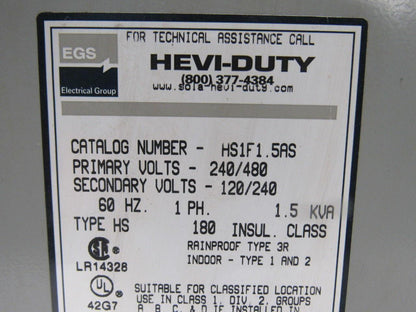 FOR TECHNICAL ASSISTANCE CALL
EGS
Electrical Group
HEVI-DUTY
(800) 377-4384
www.sola-hevi-duty.com
CATALOG NUMBER - HS1F1.5AS
PRIMARY VOLTS - 240/480
SECONDARY VOLTS - 120/240
60 HZ. 1 PH. 1.5 KVA
TYPE HS 180 INSUL. CLASS
RAINPROOF TYPE 3R
INDOOR - TYPE 1 AND 2
LR14328
SUITABLE FOR CLASSIFIED LOCATION
UL
USE IN CLASS 1, DIV. 2, GROUPS
42G7
A, B, C, & D IF INSTALLED IN